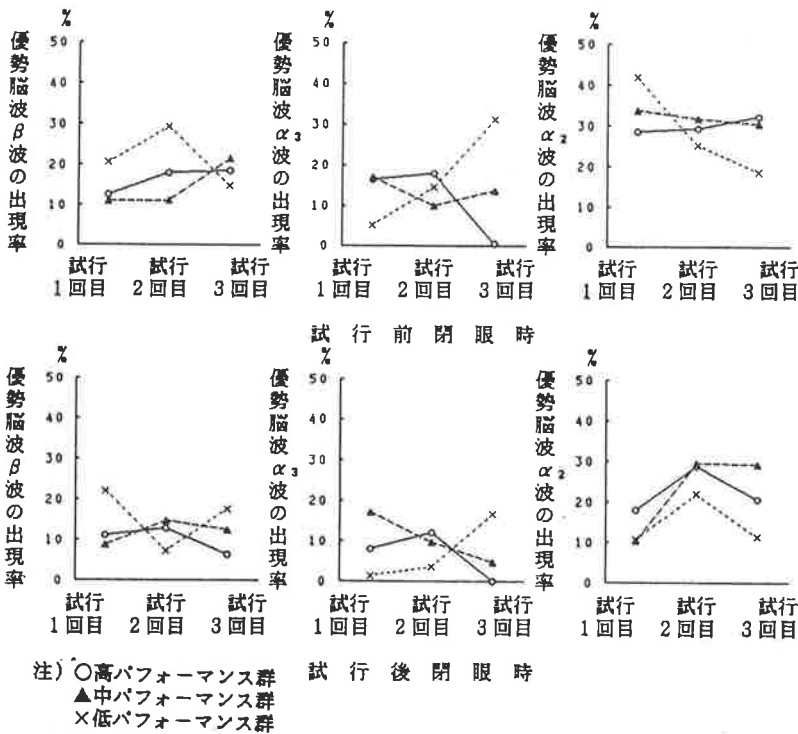 %
優勢脳波β波の出現率
50
40
30
20
10
0
試行 試行 試行
1回目 2回目 3回目
%
優勢脳波α3波の出現率
50
40
30
20
10
0
試行 試行 試行
1回目 2回目 3回目
%
優勢脳波α2波の出現率
50
40
30
20
10
0
試行 試行 試行
1回目 2回目 3回目
試行前閉眼時
%
優勢脳波β波の出現率
50
40
30
20
10
0
試行 試行 試行
1回目 2回目 3回目
%
優勢脳波α3波の出現率
50
40
30
20
10
0
試行 試行 試行
1回目 2回目 3回目
%
優勢脳波α2波の出現率
50
40
30
20
10
0
試行 試行 試行
1回目 2回目 3回目
試行後閉眼時
注)○高パフォーマンス群
▲中パフォーマンス群
×低パフォーマンス群